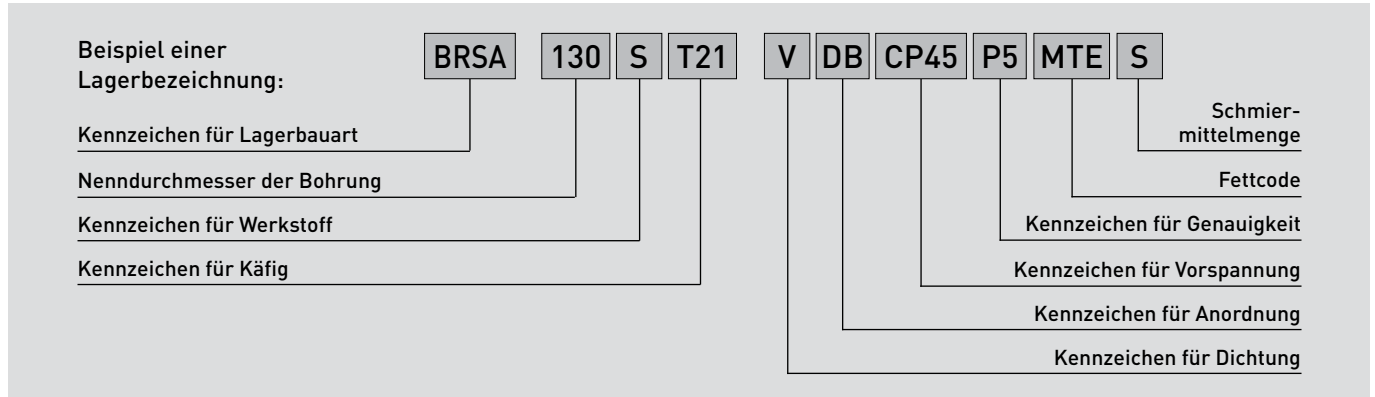 Beispiel einer
Lagerbezeichnung:
BRSA 130 S T21 V DB CP45 P5 MTE S
Kennzeichen für Lagerbauart
Nenndurchmesser der Bohrung
Kennzeichen für Werkstoff
Kennzeichen für Käfig
Schmier-
mittelmenge
Fettcode
Kennzeichen für Genauigkeit
Kennzeichen für Vorspannung
Kennzeichen für Anordnung
Kennzeichen für Dichtung